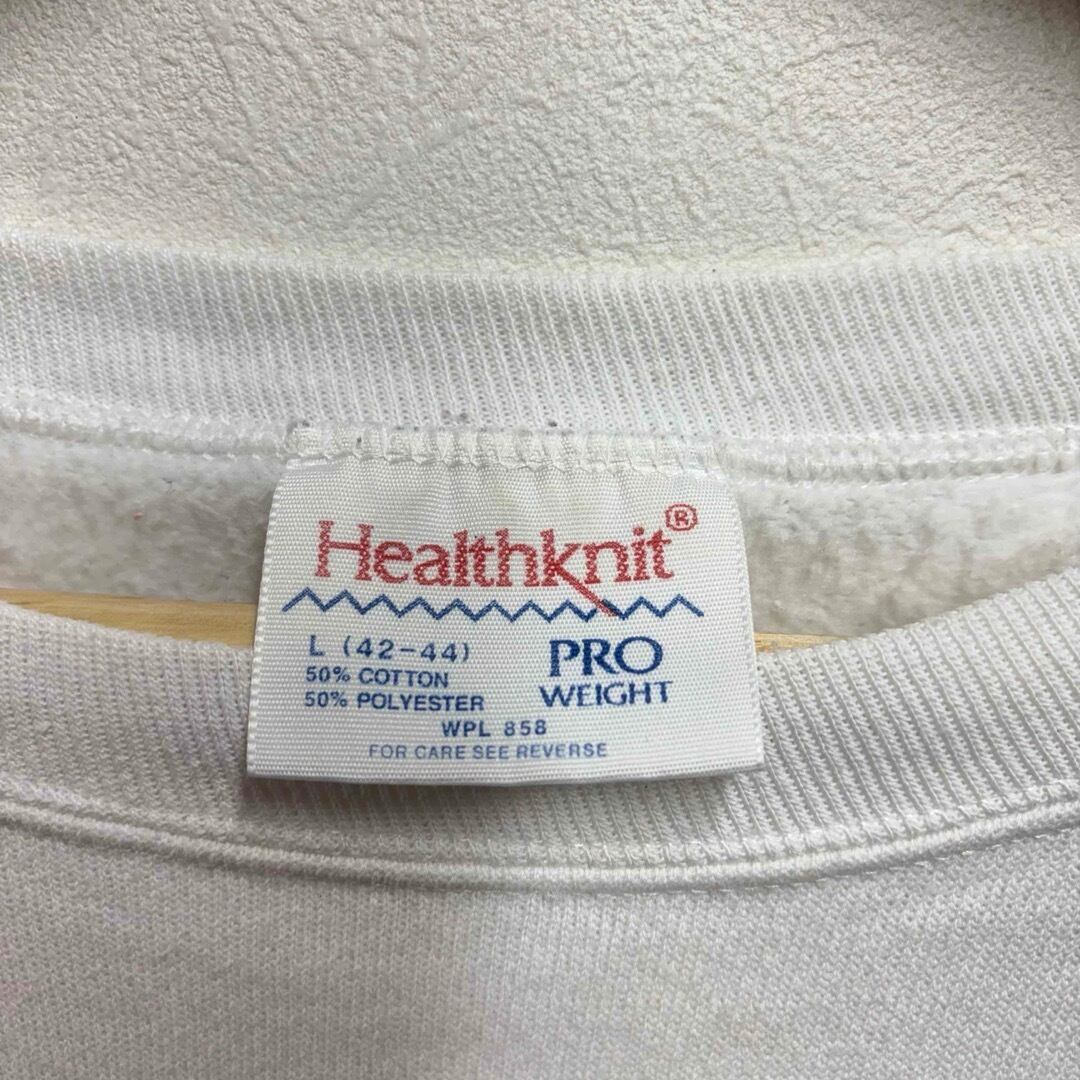 Healthknit®
L (42-44)
50% COTTON
50% POLYESTER
PRO
WEIGHT
WPL 858
FOR CARE SEE REVERSE